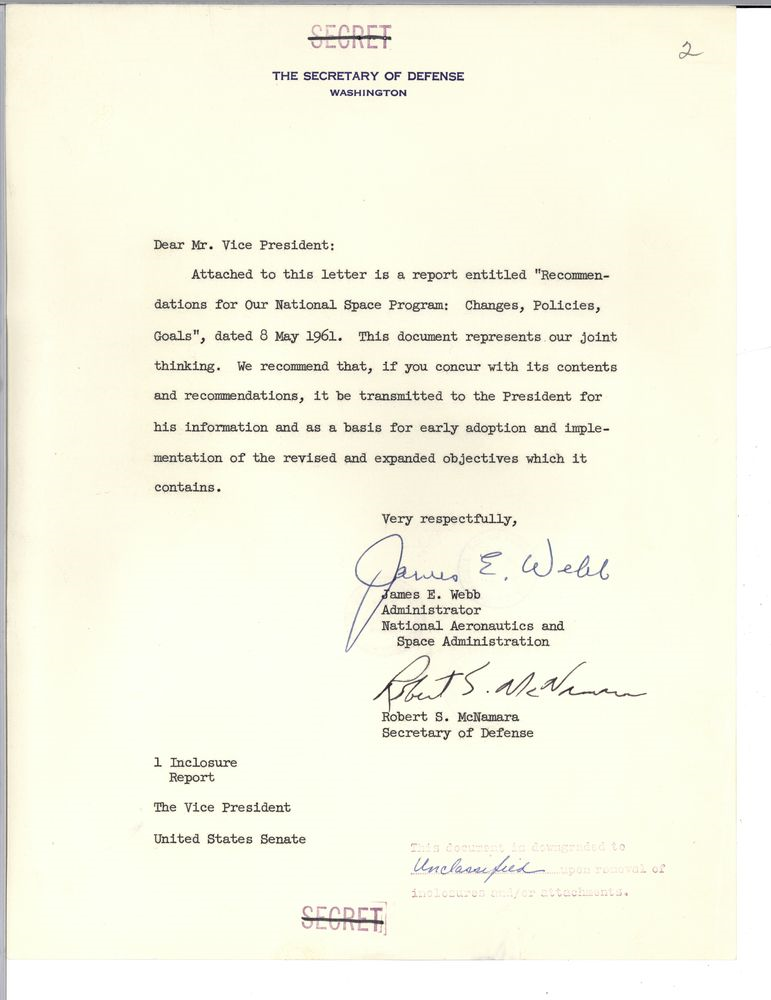 SECRET
2
THE SECRETARY OF DEFENSE
WASHINGTON
Dear Mr. Vice President:
Attached to this letter is a report entitled "Recommen-
dations for Our National Space Program: Changes, Policies,
Goals", dated 8 May 1961. This document represents our joint
thinking. We recommend that, if you concur with its contents
and recommendations, it be transmitted to the President for
his information and as a basis for early adoption and imple-
mentation of the revised and expanded objectives which it
contains.
Very respectfully,
James E. Webb
James E. Webb
Administrator
National Aeronautics and
Space Administration
Robert S. McNamara
Robert S. McNamara
Secretary of Defense
1 Inclosure
Report
The Vice President
United States Senate
This document is downgraded to
Unclassified upon removal of
inclosures and/or attachments.
SECRET